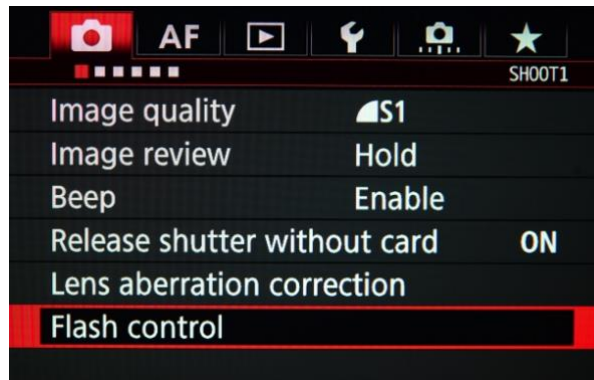 AF
SHOOT1
Image quality S1
Image review Hold
Beep Enable
Release shutter without card ON
Lens aberration correction
Flash control